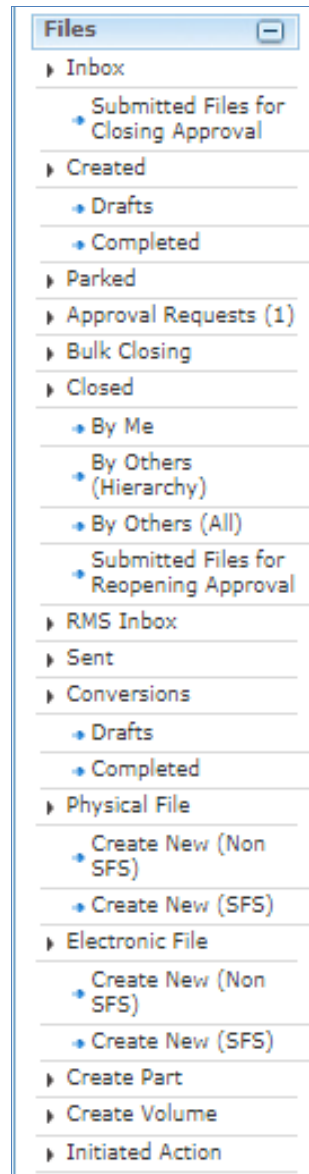 Files
Inbox
Submitted Files for
Closing Approval
Created
Drafts
Completed
Parked
Approval Requests (1)
Bulk Closing
Closed
By Me
By Others
(Hierarchy)
By Others (All)
Submitted Files for
Reopening Approval
RMS Inbox
Sent
Conversions
Drafts
Completed
Physical File
Create New (Non
SFS)
Create New (SFS)
Electronic File
Create New (Non
SFS)
Create New (SFS)
Create Part
Create Volume
Initiated Action